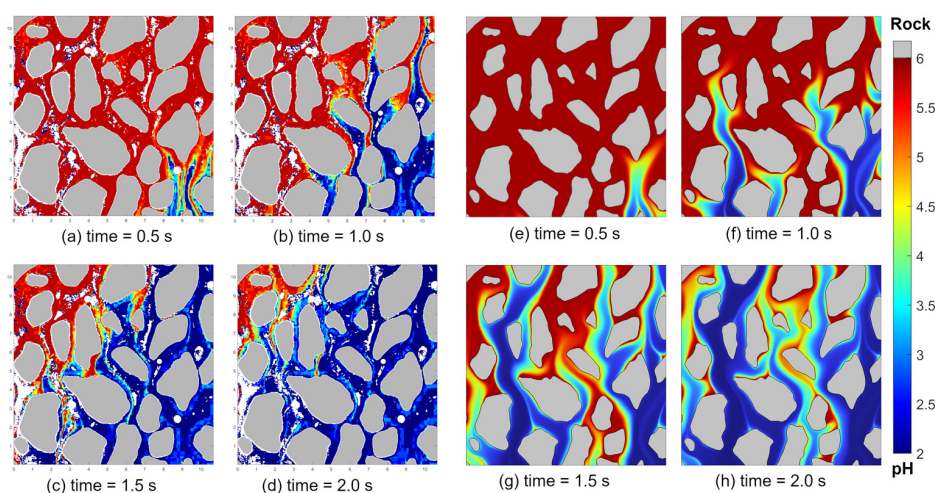 Rock
6
5.5
5
4.5
4
3.5
3
2.5
2
pH
(a) time = 0.5 s
(b) time = 1.0 s
(e) time = 0.5 s
(f) time = 1.0 s
(c) time = 1.5 s
(d) time = 2.0 s
(g) time = 1.5 s
(h) time = 2.0 s